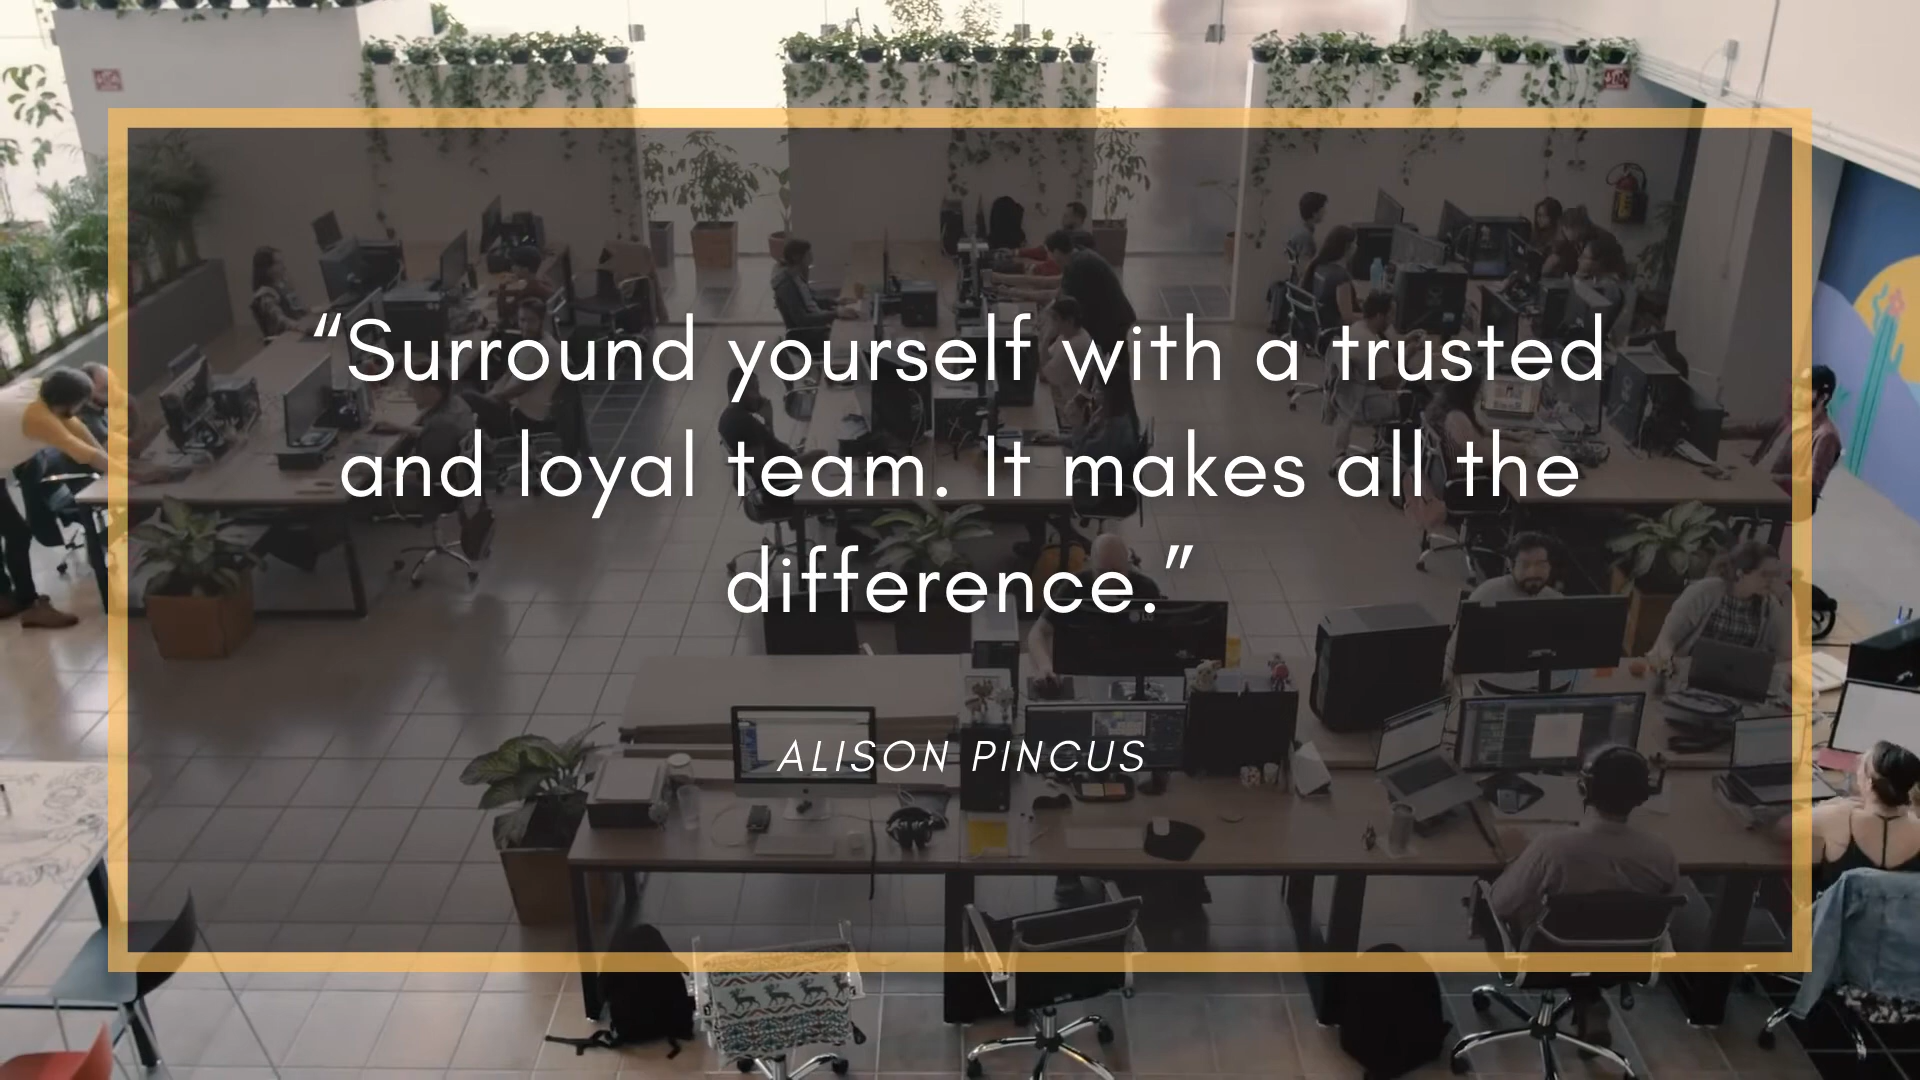 “Surround yourself with a trusted
and loyal team. It makes all the
difference.”
ALISON PINCUS